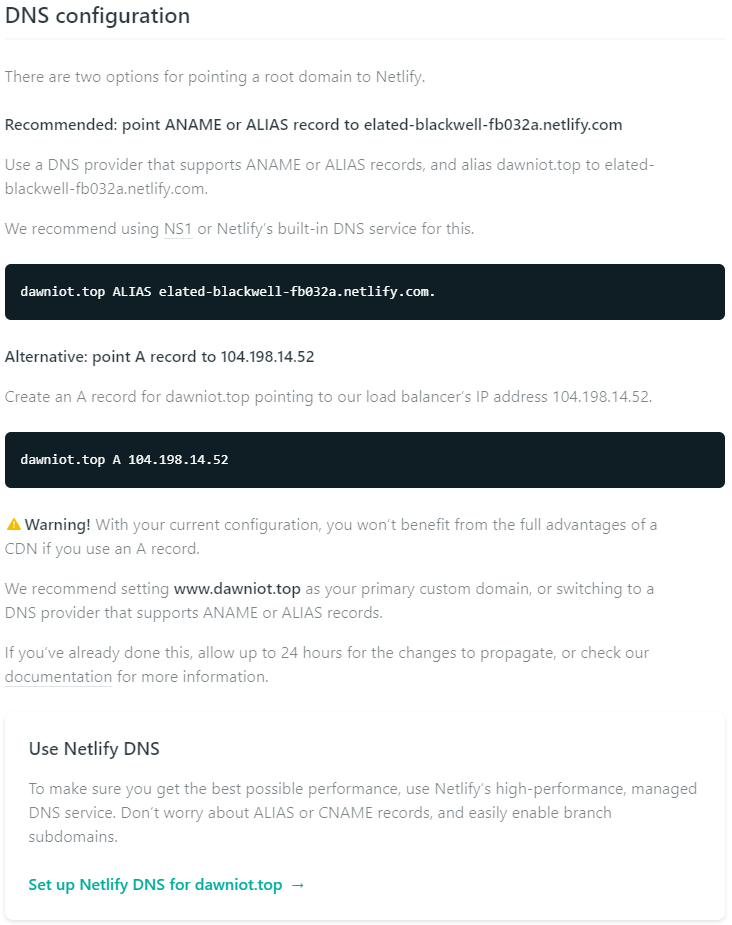 DNS configuration
There are two options for pointing a root domain to Netlify.
Recommended: point ANAME or ALIAS record to elated-blackwell-fb032a.netlify.com
Use a DNS provider that supports ANAME or ALIAS records, and alias dawniot.top to elated-
blackwell-fb032a.netlify.com.
We recommend using NS1 or Netlify's built-in DNS service for this.
dawniot.top ALIAS elated-blackwell-fb032a.netlify.com.
Alternative: point A record to 104.198.14.52
Create an A record for dawniot.top pointing to our load balancer's IP address 104.198.14.52.
dawniot.top A 104.198.14.52
Warning! With your current configuration, you won't benefit from the full advantages of a
CDN if you use an A record.
We recommend setting www.dawniot.top as your primary custom domain, or switching to a
DNS provider that supports ANAME or ALIAS records.
If you've already done this, allow up to 24 hours for the changes to propagate, or check our
documentation for more information.
Use Netlify DNS
To make sure you get the best possible performance, use Netlify's high-performance, managed
DNS service. Don't worry about ALIAS or CNAME records, and easily enable branch
subdomains.
Set up Netlify DNS for dawniot.top →